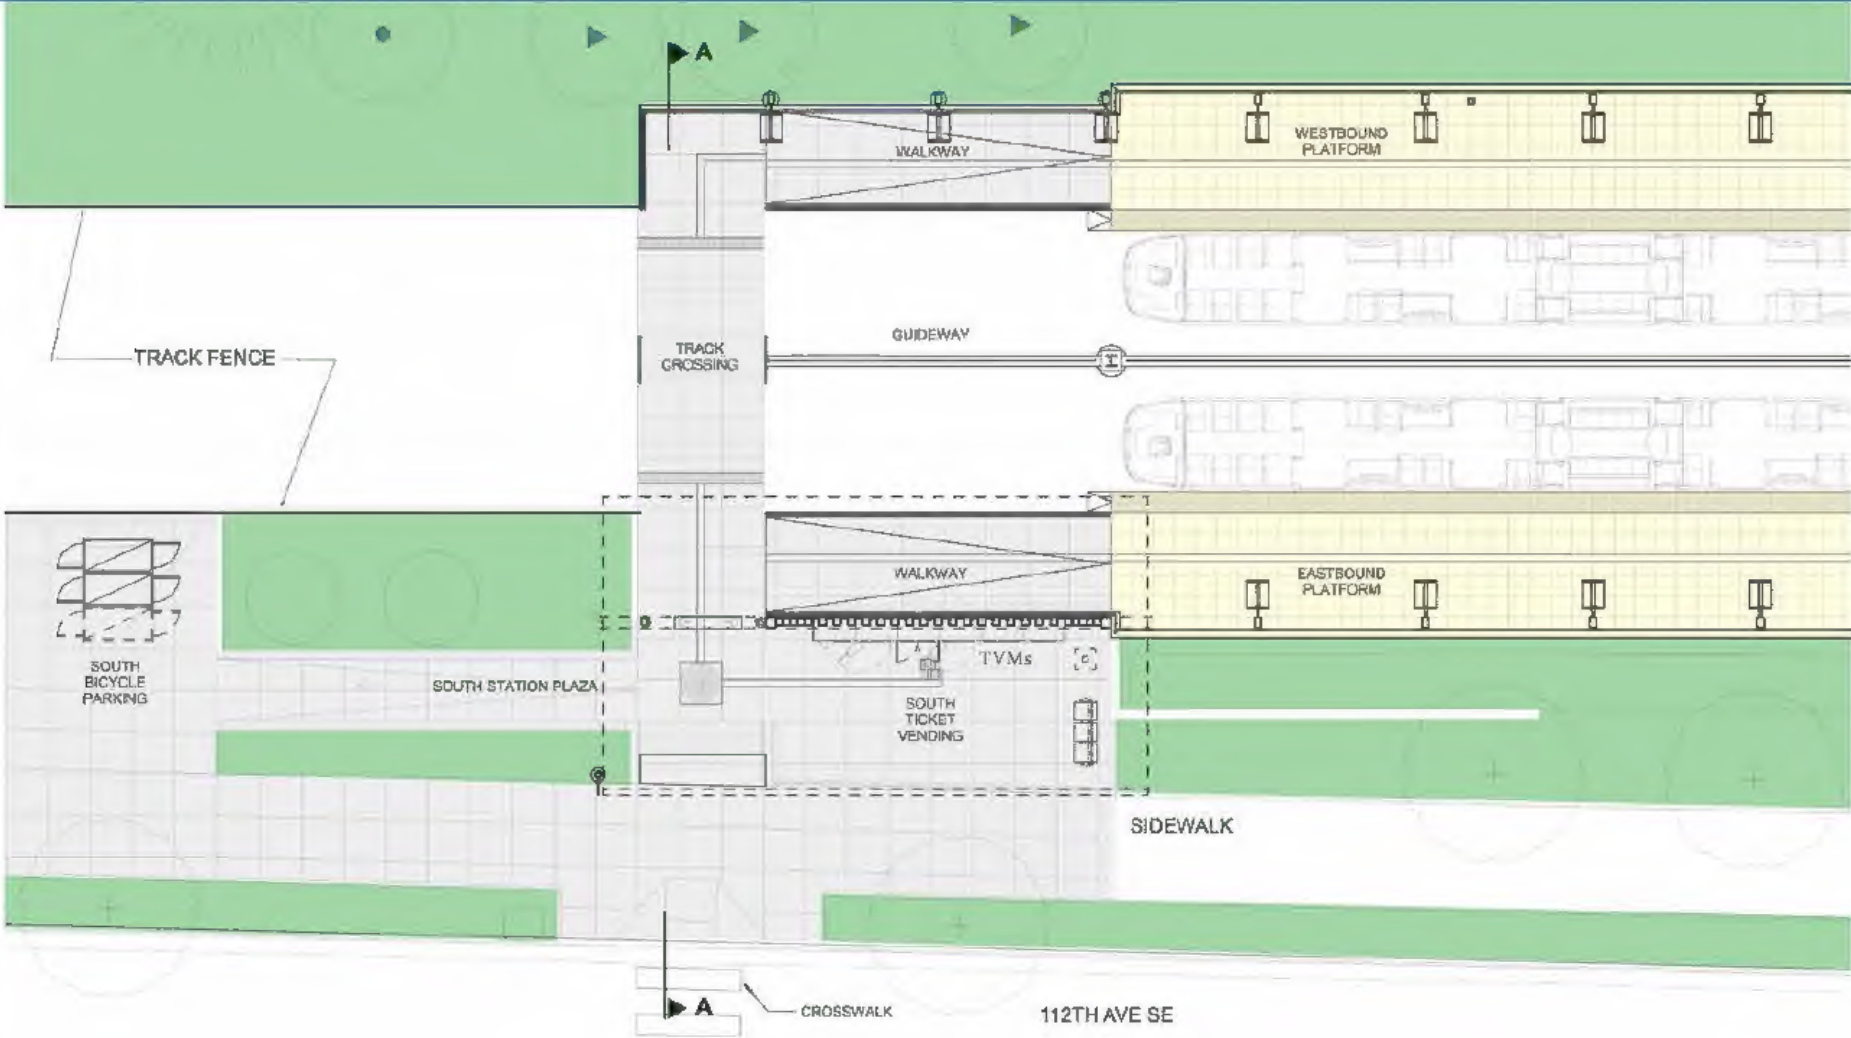 A
WALKWAY
WESTBOUND
PLATFORM
TRACK FENCE
TRACK
CROSSING
GUIDEWAY
WALKWAY
EASTBOUND
PLATFORM
SOUTH
BICYCLE
PARKING
SOUTH STATION PLAZA
TVMs
SOUTH
TICKET
VENDING
SIDEWALK
A
CROSSWALK
112TH AVE SE